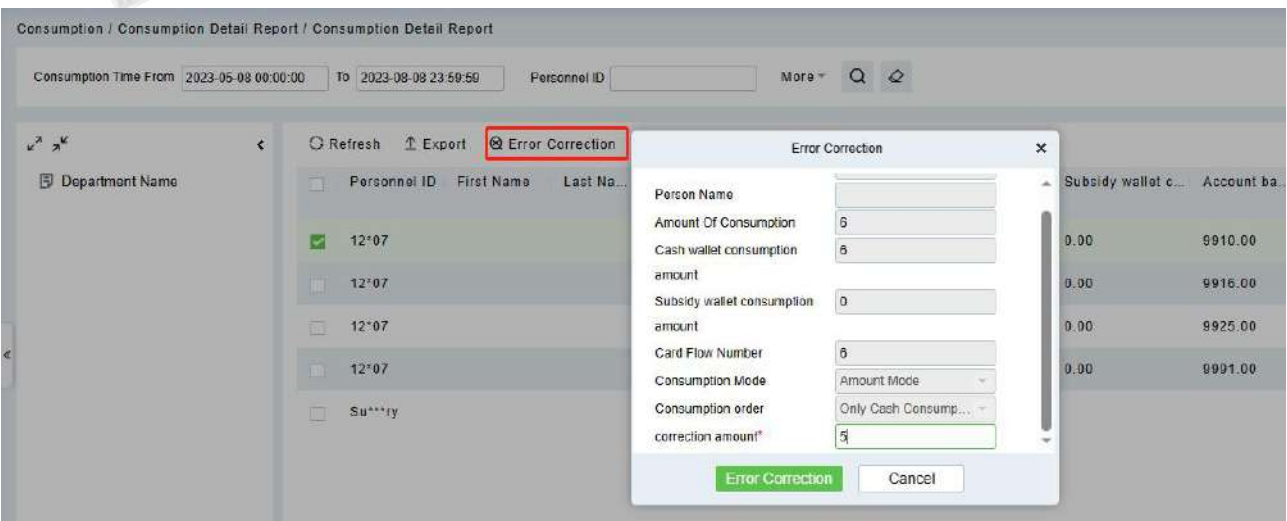 Consumption / Consumption Detail Report / Consumption Detail Report
Consumption Time From 2023-05-08 00:00:00 To 2023-08-08 23:59:59 Personnel ID More
Refresh Export Error Correction
Department Name
Personnel ID First Name Last Na... Subsidy wallet c... Account ba...
12*07 0.00 9910.00
12*07 0.00 9916.00
12*07 0.00 9925.00
12*07 0.00 9991.00
Su***ry
Error Correction
Person Name
Amount Of Consumption 6
Cash wallet consumption amount 6
Subsidy wallet consumption amount 0
Card Flow Number 6
Consumption Mode Amount Mode
Consumption order Only Cash Consump...
correction amount* 5
Error Correction Cancel